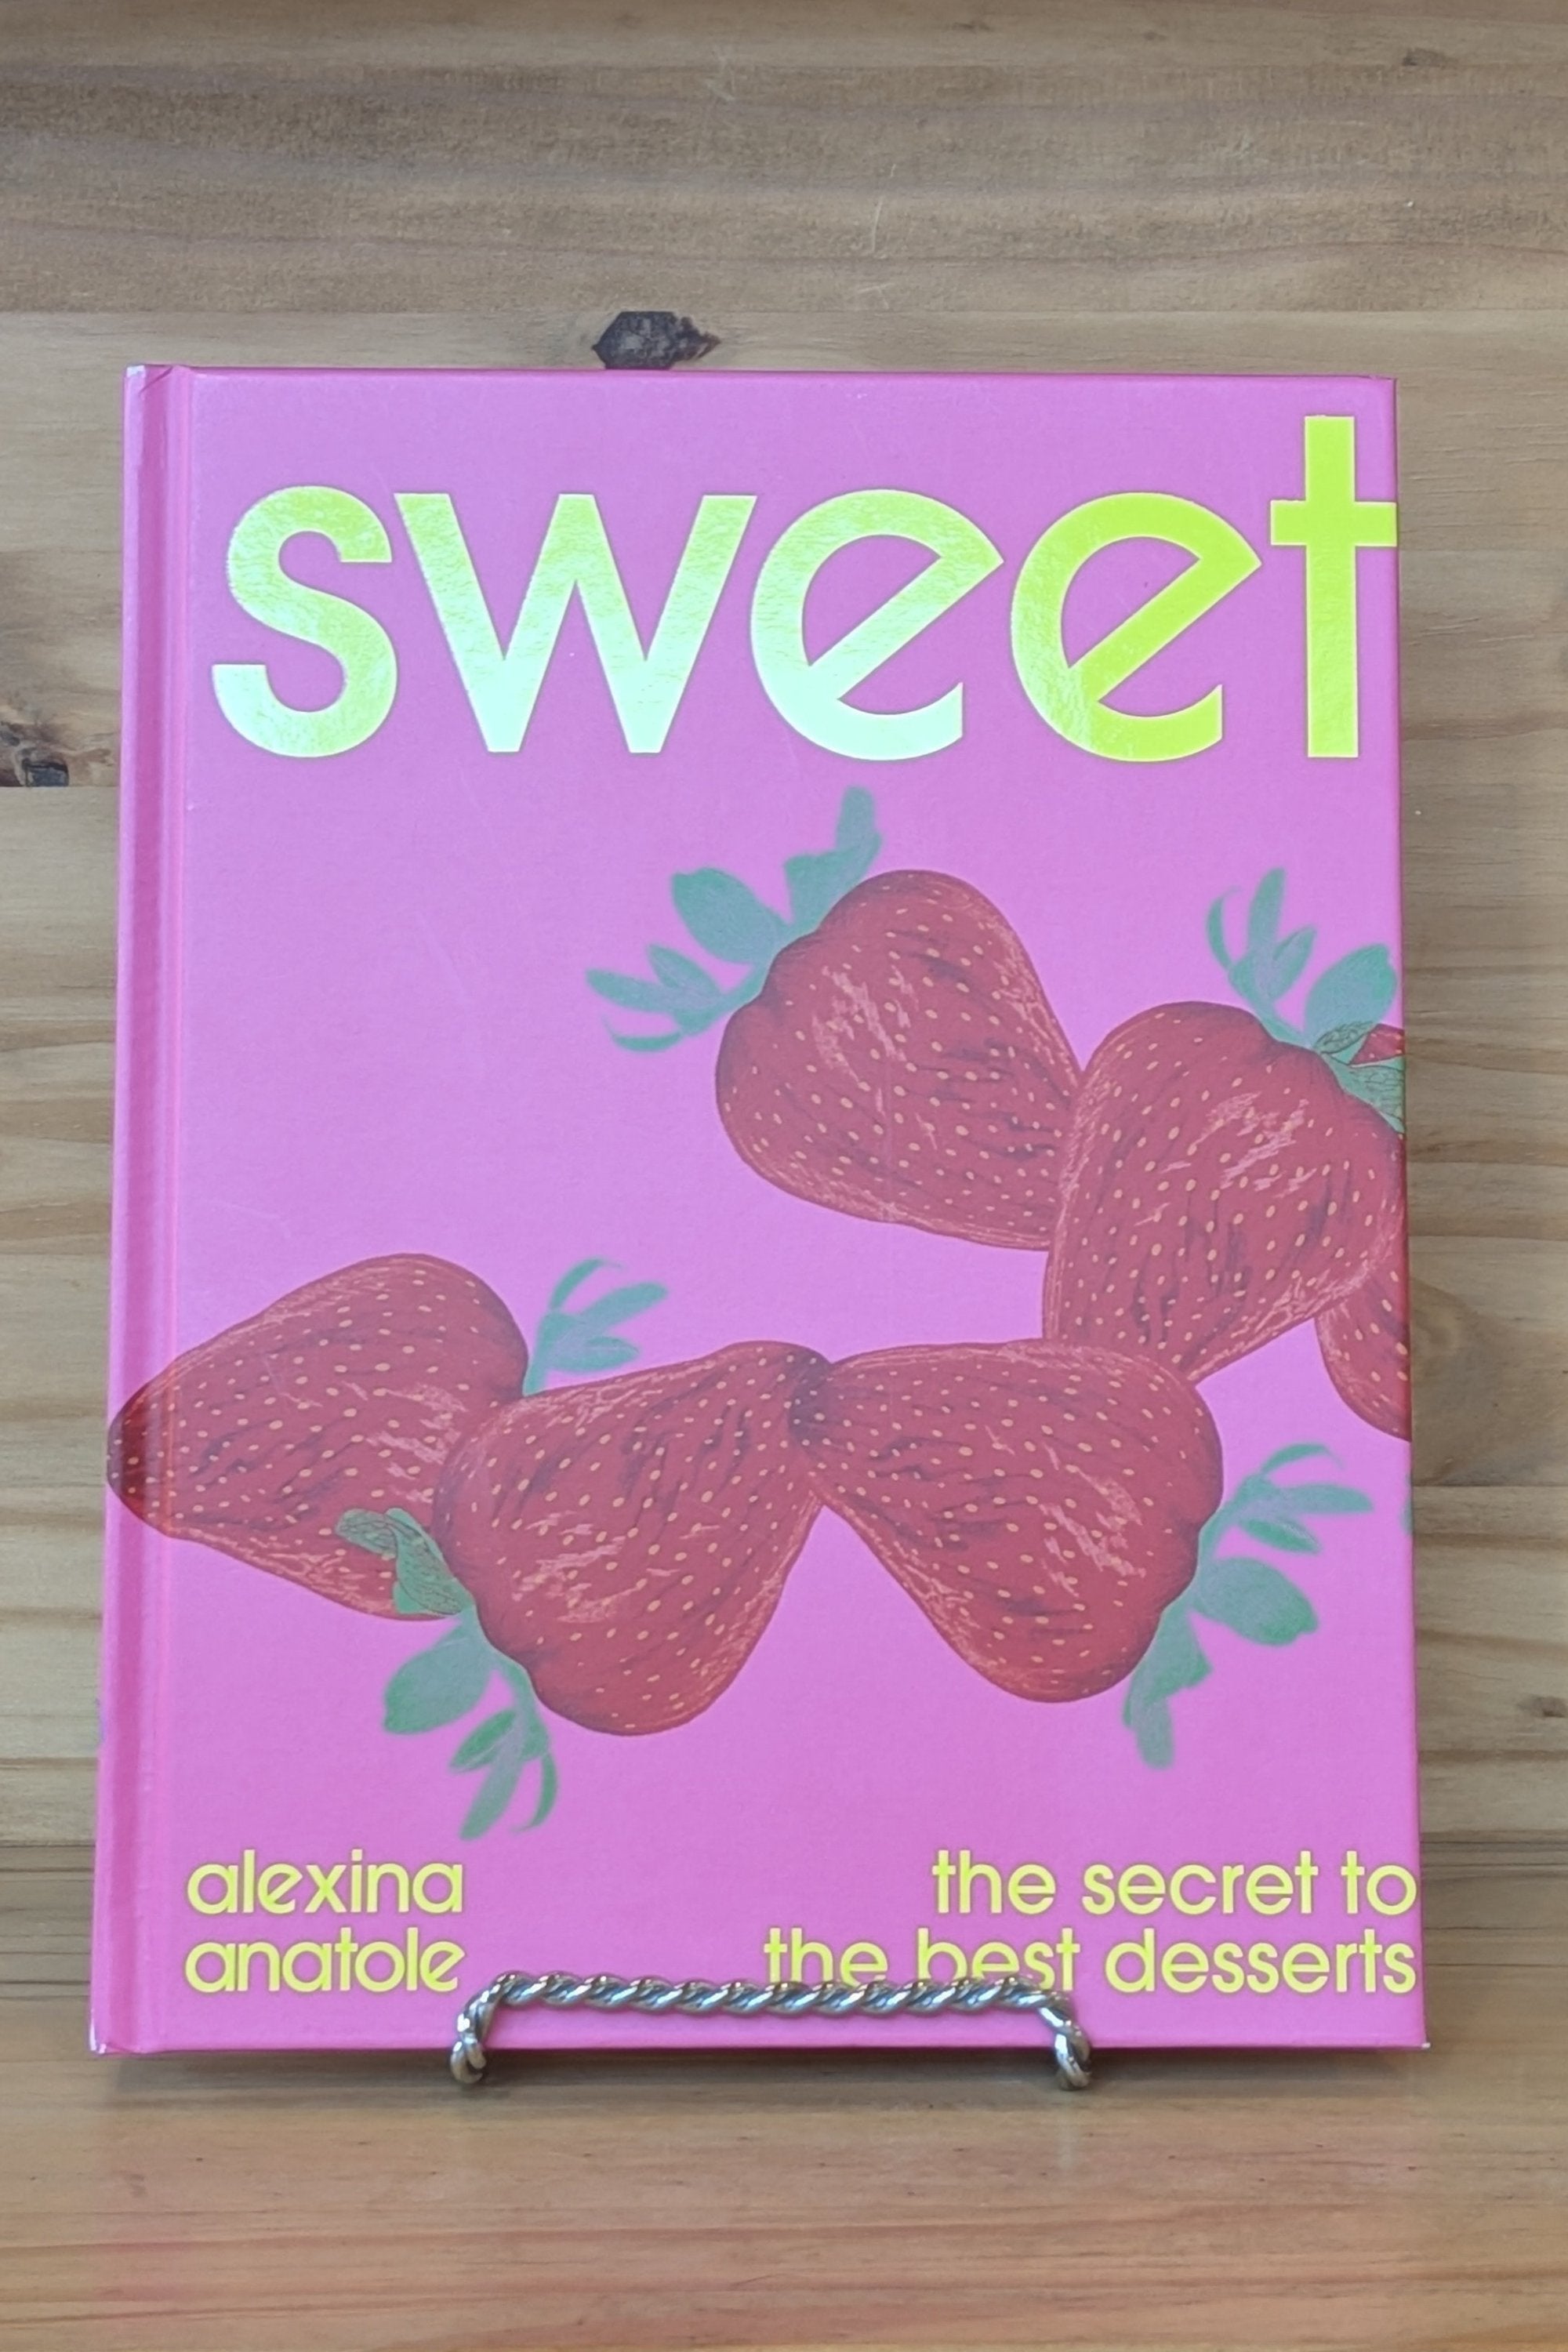 sweet
alexina
anatole
the secret to
the best desserts